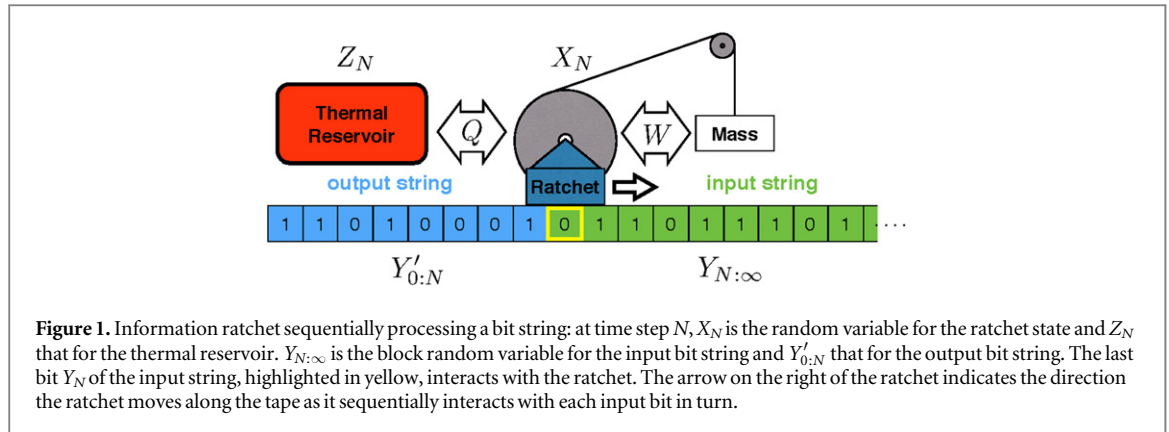 Z_N
X_N
Thermal
Reservoir
Q
W
Mass
output string
Ratchet
input string
1 1 0 1 0 0 0 1 0 1 1 0 1 1 1 0 1 ....
Y'_{0:N}
Y_{N:∞}
Figure 1. Information ratchet sequentially processing a bit string: at time step N, X_N is the random variable for the ratchet state and Z_N
that for the thermal reservoir. Y_{N:∞} is the block random variable for the input bit string and Y'_{0:N} that for the output bit string. The last
bit Y_N of the input string, highlighted in yellow, interacts with the ratchet. The arrow on the right of the ratchet indicates the direction
the ratchet moves along the tape as it sequentially interacts with each input bit in turn.